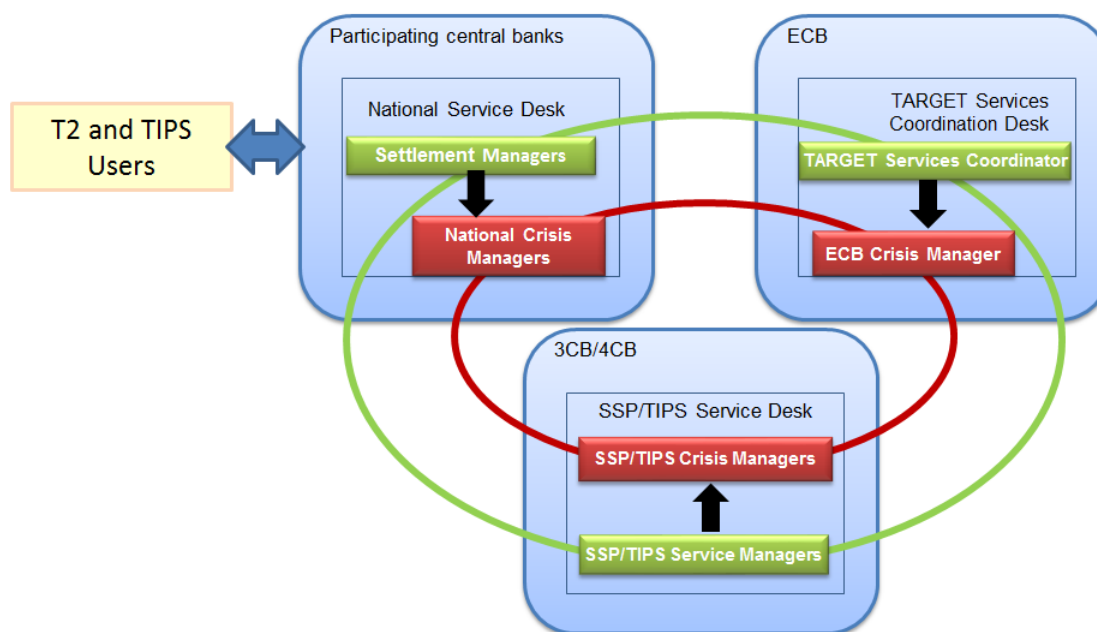 Participating central banks
National Service Desk
Settlement Managers
National Crisis
Managers
T2 and TIPS
Users
ECB
TARGET Services
Coordination Desk
TARGET Services Coordinator
ECB Crisis Manager
3CB/4CB
SSP/TIPS Service Desk
SSP/TIPS Crisis Managers
SSP/TIPS Service Managers